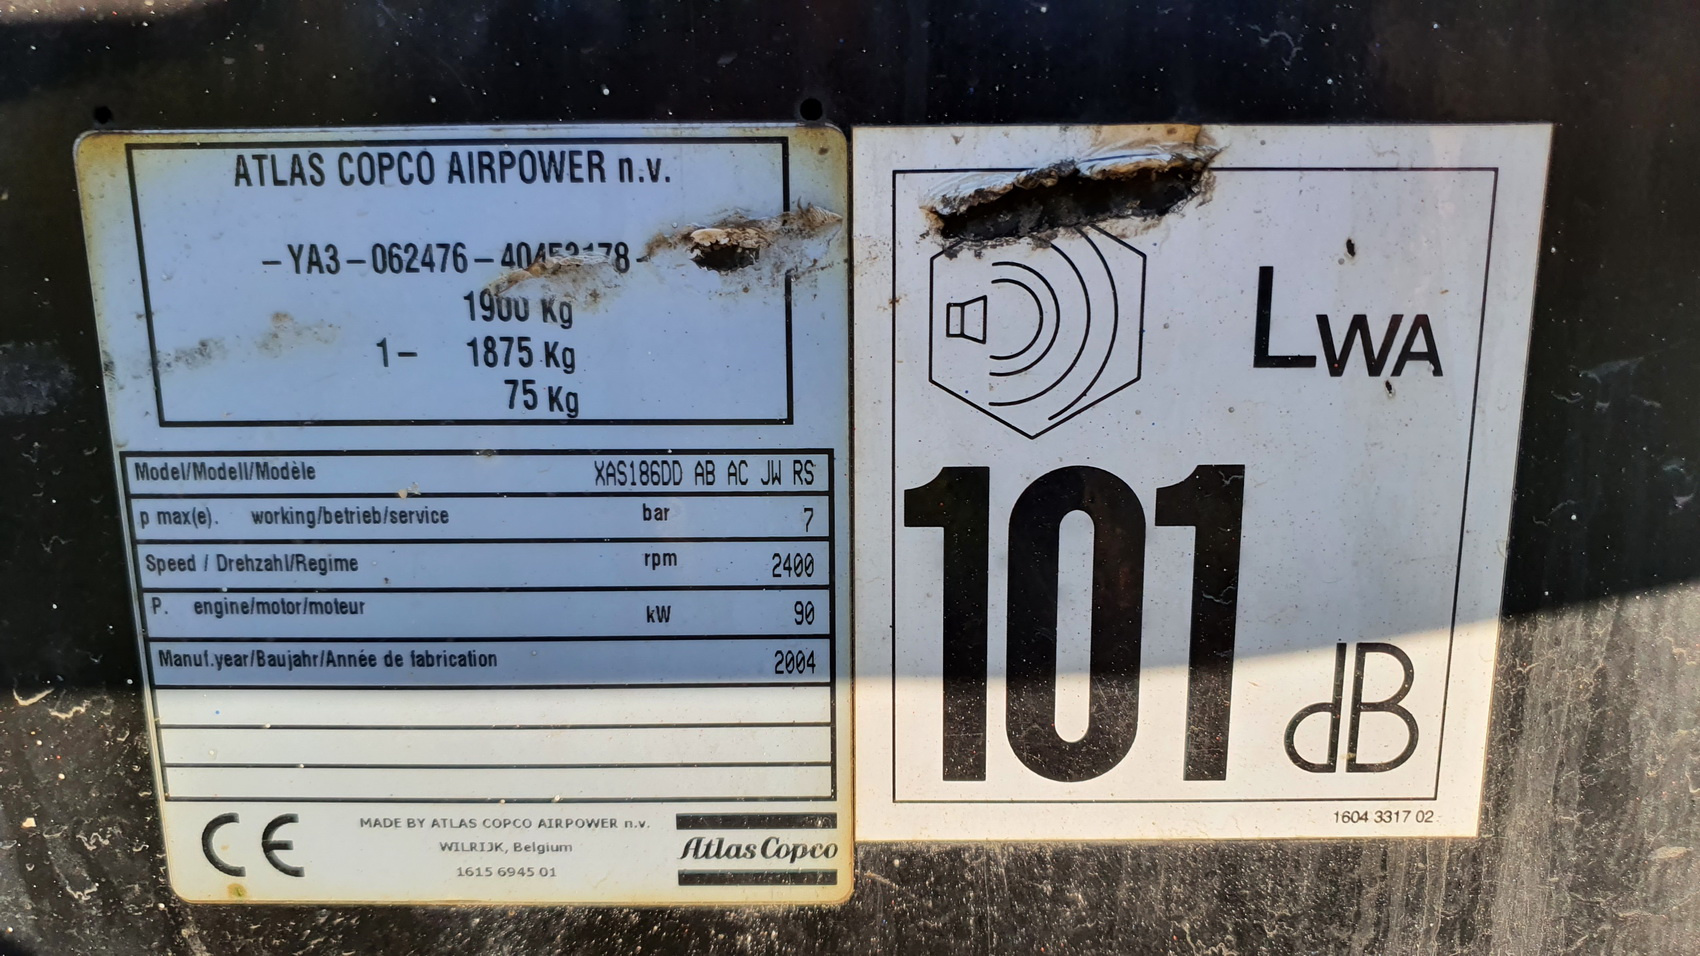 ATLAS COPCO AIRPOWER n.v.
-YA3-062476-
1900 Kg
1- 1875 Kg
75 Kg
Model/Modell/Modèle XAS186DD AB AC JW RS
p max(e). working/betrieb/service bar 7
Speed / Drehzahl/Regime rpm 2400
P. engine/motor/moteur kW 90
Manuf.year/Baujahr/Année de fabrication 2004
CE
MADE BY ATLAS COPCO AIRPOWER n.v.
WILRIJK, Belgium
1615 6945 01
Atlas Copco
LWA
101
dB
1604 3317 02